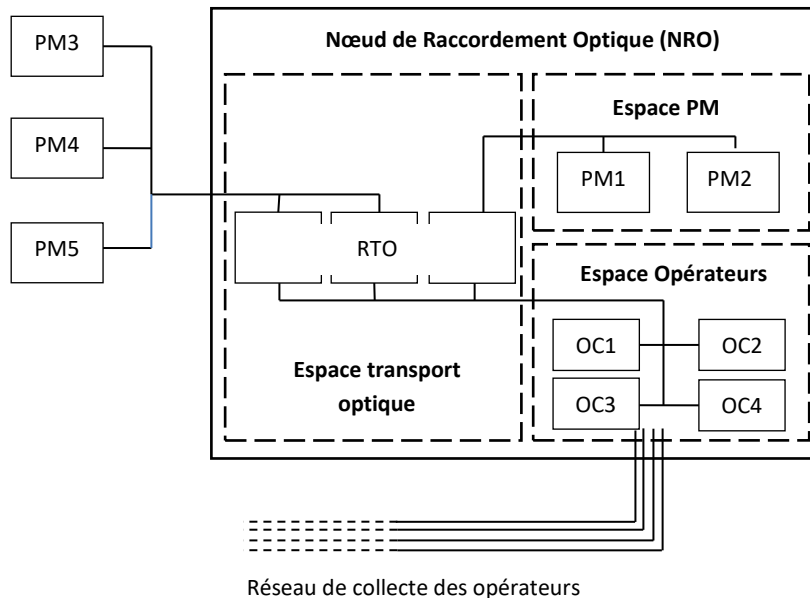 PM3
PM4
PM5
Nœud de Raccordement Optique (NRO)
Espace PM
PM1
PM2
RTO
Espace transport
optique
Espace Opérateurs
OC1
OC2
OC3
OC4
Réseau de collecte des opérateurs